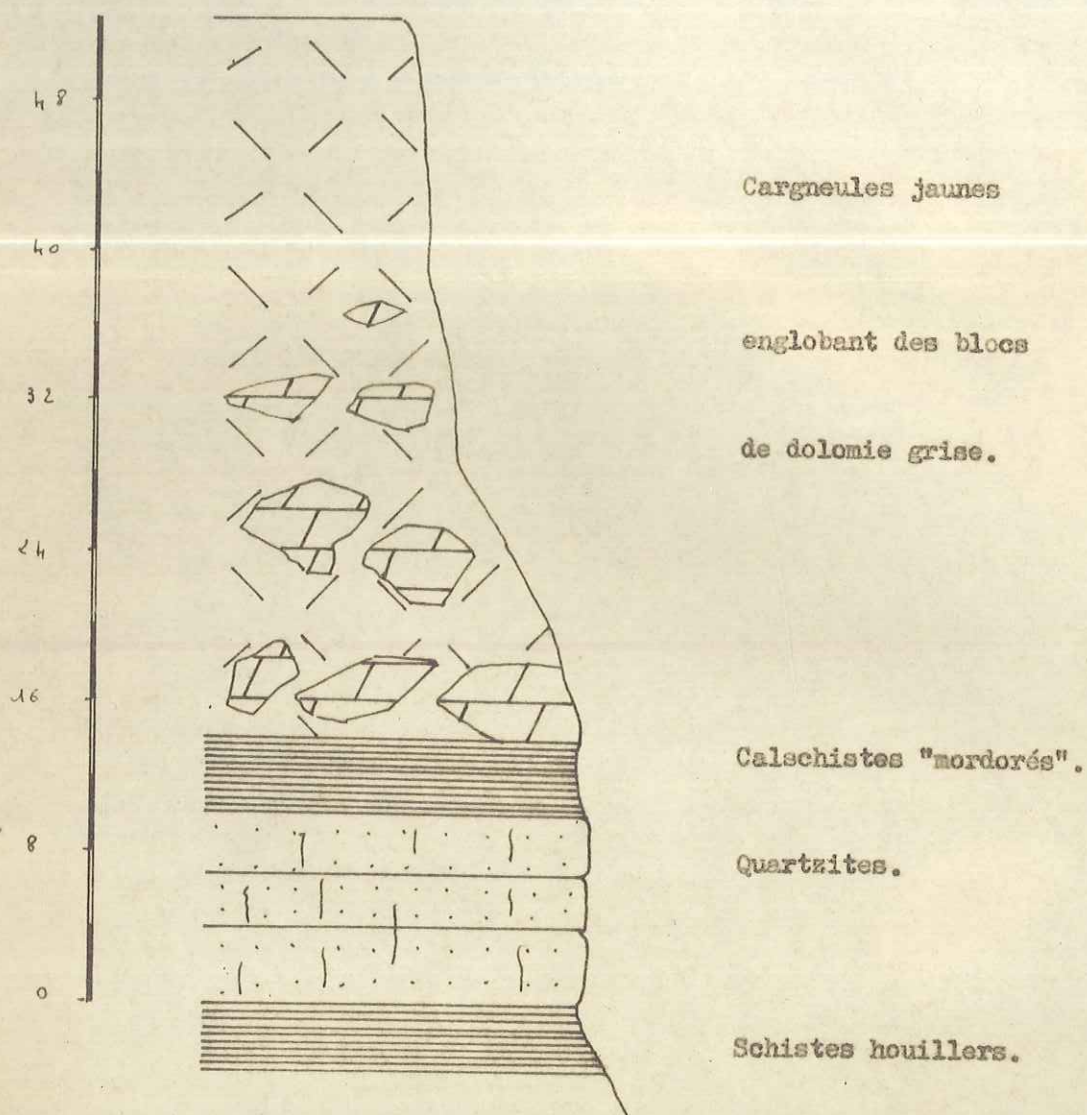 48
Cargneules jaunes
40
englobant des blocs
32
de dolomie grise.
24
16
Calschistes "mordorés".
8
Quartzites.
0
Schistes houillers.